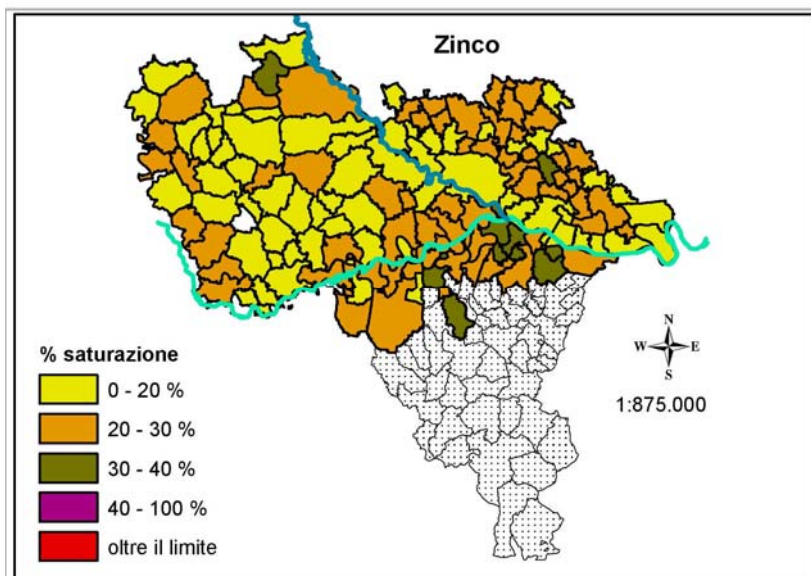 Zinco
N
W E
S
1:875.000
% saturazione
0 - 20 %
20 - 30 %
30 - 40 %
40 - 100 %
oltre il limite